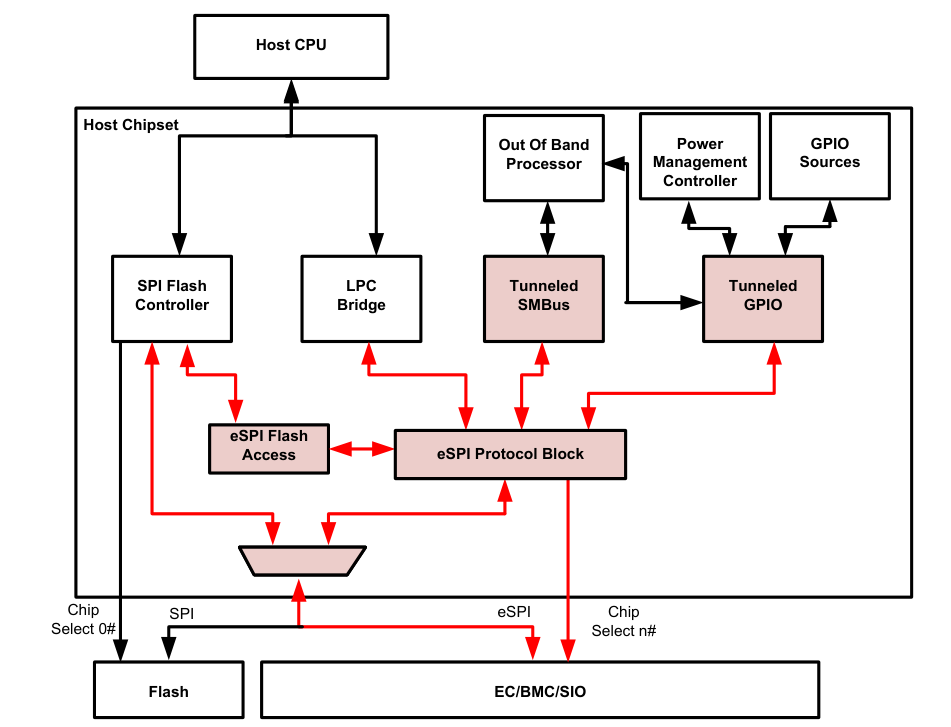 Host CPU
Host Chipset
Out Of Band
Processor
Power
Management
Controller
GPIO
Sources
SPI Flash
Controller
LPC
Bridge
Tunneled
SMBus
Tunneled
GPIO
eSPI Flash
Access
eSPI Protocol Block
Chip
Select 0#
SPI
eSPI
Chip
Select n#
Flash
EC/BMC/SIO